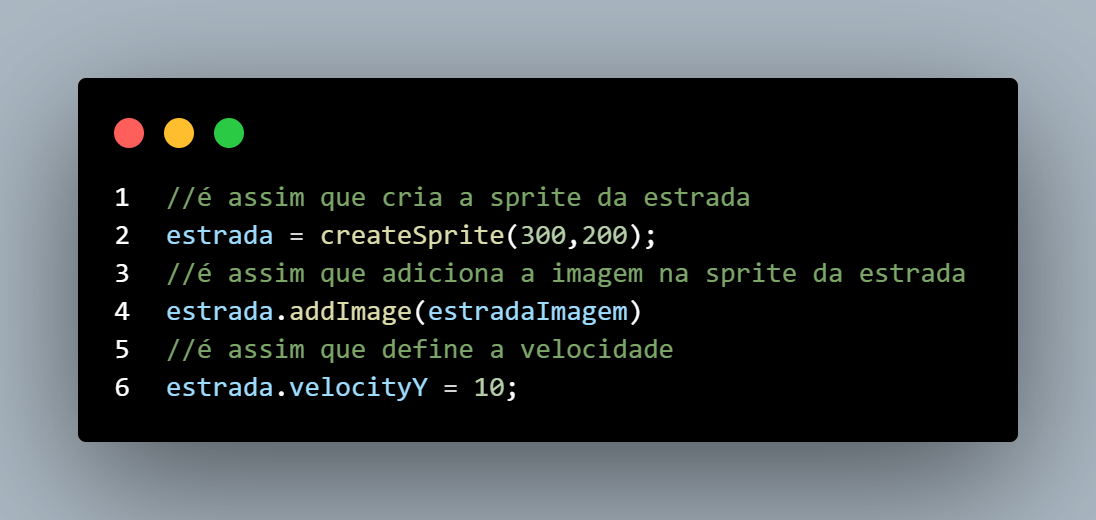 1 //é assim que cria a sprite da estrada
2 estrada = createSprite(300,200);
3 //é assim que adiciona a imagem na sprite da estrada
4 estrada.addImage(estradaImagem)
5 //é assim que define a velocidade
6 estrada.velocityY = 10;